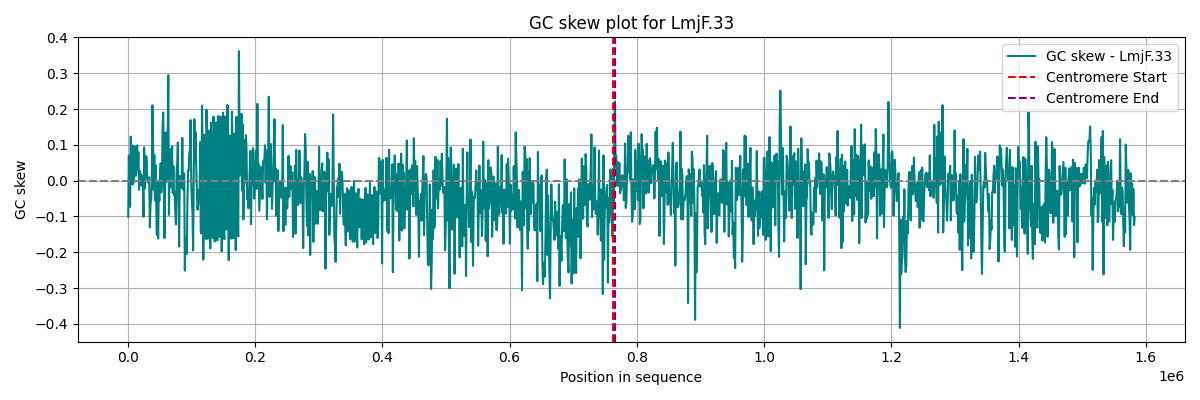 GC skew plot for LmjF.33
GC skew
0.4
0.3
0.2
0.1
0.0
−0.1
−0.2
−0.3
−0.4
GC skew - LmjF.33
Centromere Start
Centromere End
0.0 0.2 0.4 0.6 0.8 1.0 1.2 1.4 1.6
1e6
Position in sequence